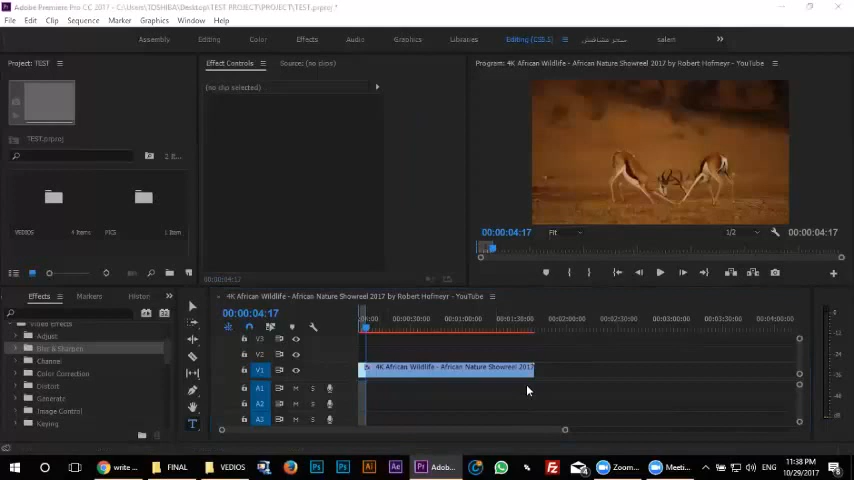 Adobe Premiere Pro CC 2017 - C:\Users\TOSHIBA\Desktop\TEST PROJECT\PROJECT\TEST.prproj *
File Edit Clip Sequence Marker Graphics Window Help
Assembly Editing Color Effects Audio Graphics Libraries Editing (CS5.5) salem
Project: TEST Effect Controls Source: (no clips) Program: 4K African Wildlife - African Nature Showreel 2017 by Robert Hofmeyr - YouTube
(no clip selected)
TEST.prproj
VEDIOS 4 Items PICS 1 Item
00:00:04:17 Fit 1/2 00:00:04:17
00:00:04:17
Effects Markers Histor 4K African Wildlife - African Nature Showreel 2017 by Robert Hofmeyr - YouTube
00:00:04:17
:00:00 00:00:30:00 00:01:00:00 00:01:30:00 00:02:00:00 00:02:30:00 00:03:00:00 00:03:30:00 00:04:00:00
Video Effects
Adjust V3
Blur & Sharpen V2
Channel V1 4K African Wildlife - African Nature Showreel 2017
Color Correction
Distort A1 M S
Generate A2 M S
Image Control
Keying A3 M S
write ... FINAL VEDIOS Adob... Zoom... Meeti... ENG 11:38 PM
10/29/2017